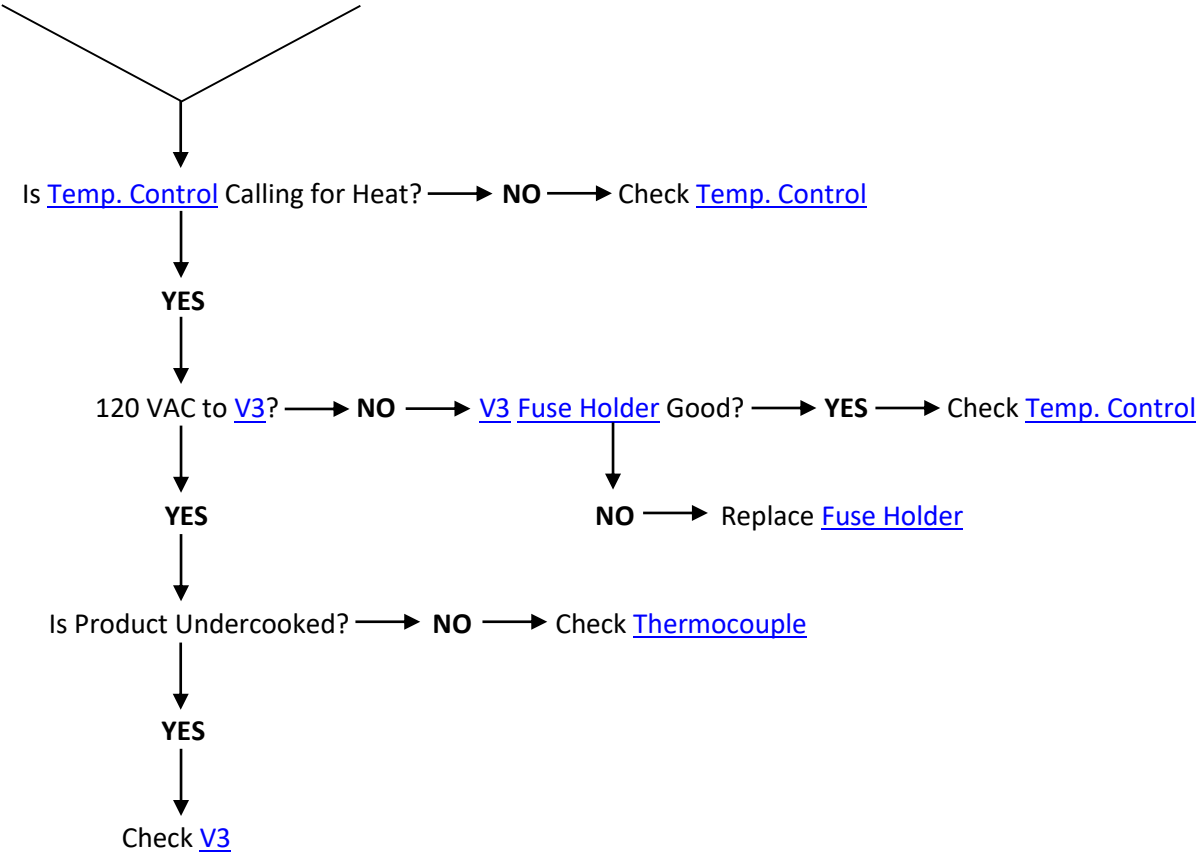 Is Temp. Control Calling for Heat? NO Check Temp. Control
YES
120 VAC to V3? NO V3 Fuse Holder Good? YES Check Temp. Control
YES NO Replace Fuse Holder
Is Product Undercooked? NO Check Thermocouple
YES
Check V3